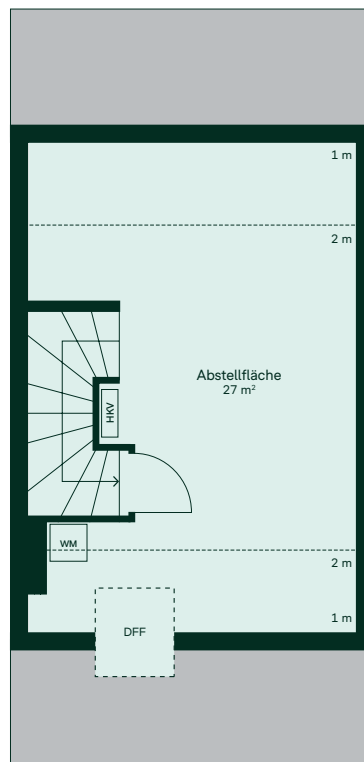 1 m
2 m
Abstellfläche
27 m²
HKV
WM
2 m
DFF
1 m